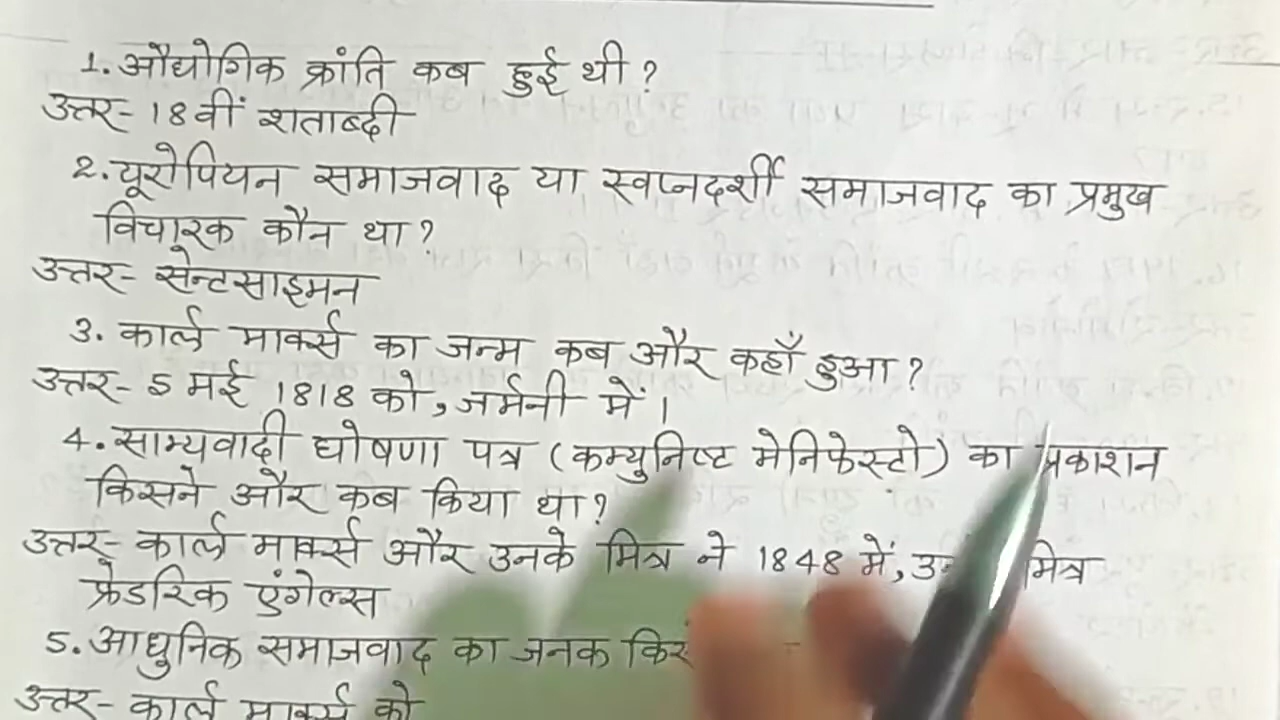 1. औद्योगिक क्रांति कब हुई थी?
उत्तर- 18वीं शताब्दी
2. यूरोपियन समाजवाद या स्वप्नदर्शी समाजवाद का प्रमुख
विचारक कौन था?
उत्तर- सेन्टसाइमन
3. कार्ल मार्क्स का जन्म कब और कहाँ हुआ?
उत्तर- 5 मई 1818 को, जर्मनी में।
4. साम्यवादी घोषणा पत्र (कम्युनिष्ट मेनिफेस्टो) का प्रकाशन
किसने और कब किया था?
उत्तर- कार्ल मार्क्स और उनके मित्र ने 1848 में, मित्र
फ्रेडरिक एंगेल्स
5. आधुनिक समाजवाद का जनक
उत्तर- कार्ल मार्क्स को